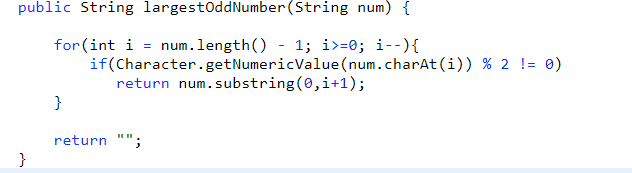 public String largestOddNumber(String num) {
for(int i = num.length() - 1; i>=0; i--){
if(Character.getNumericValue(num.charAt(i)) % 2 != 0)
return num.substring(0,i+1);
}
return "";
}